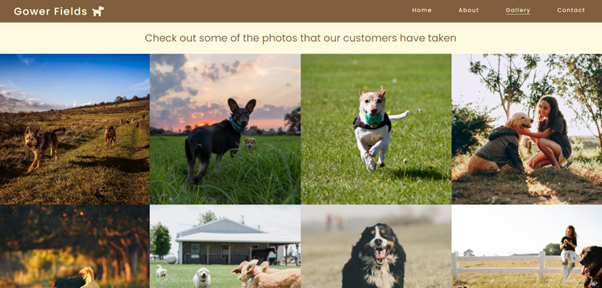 Gower Fields
Home About Gallery Contact
Check out some of the photos that our customers have taken